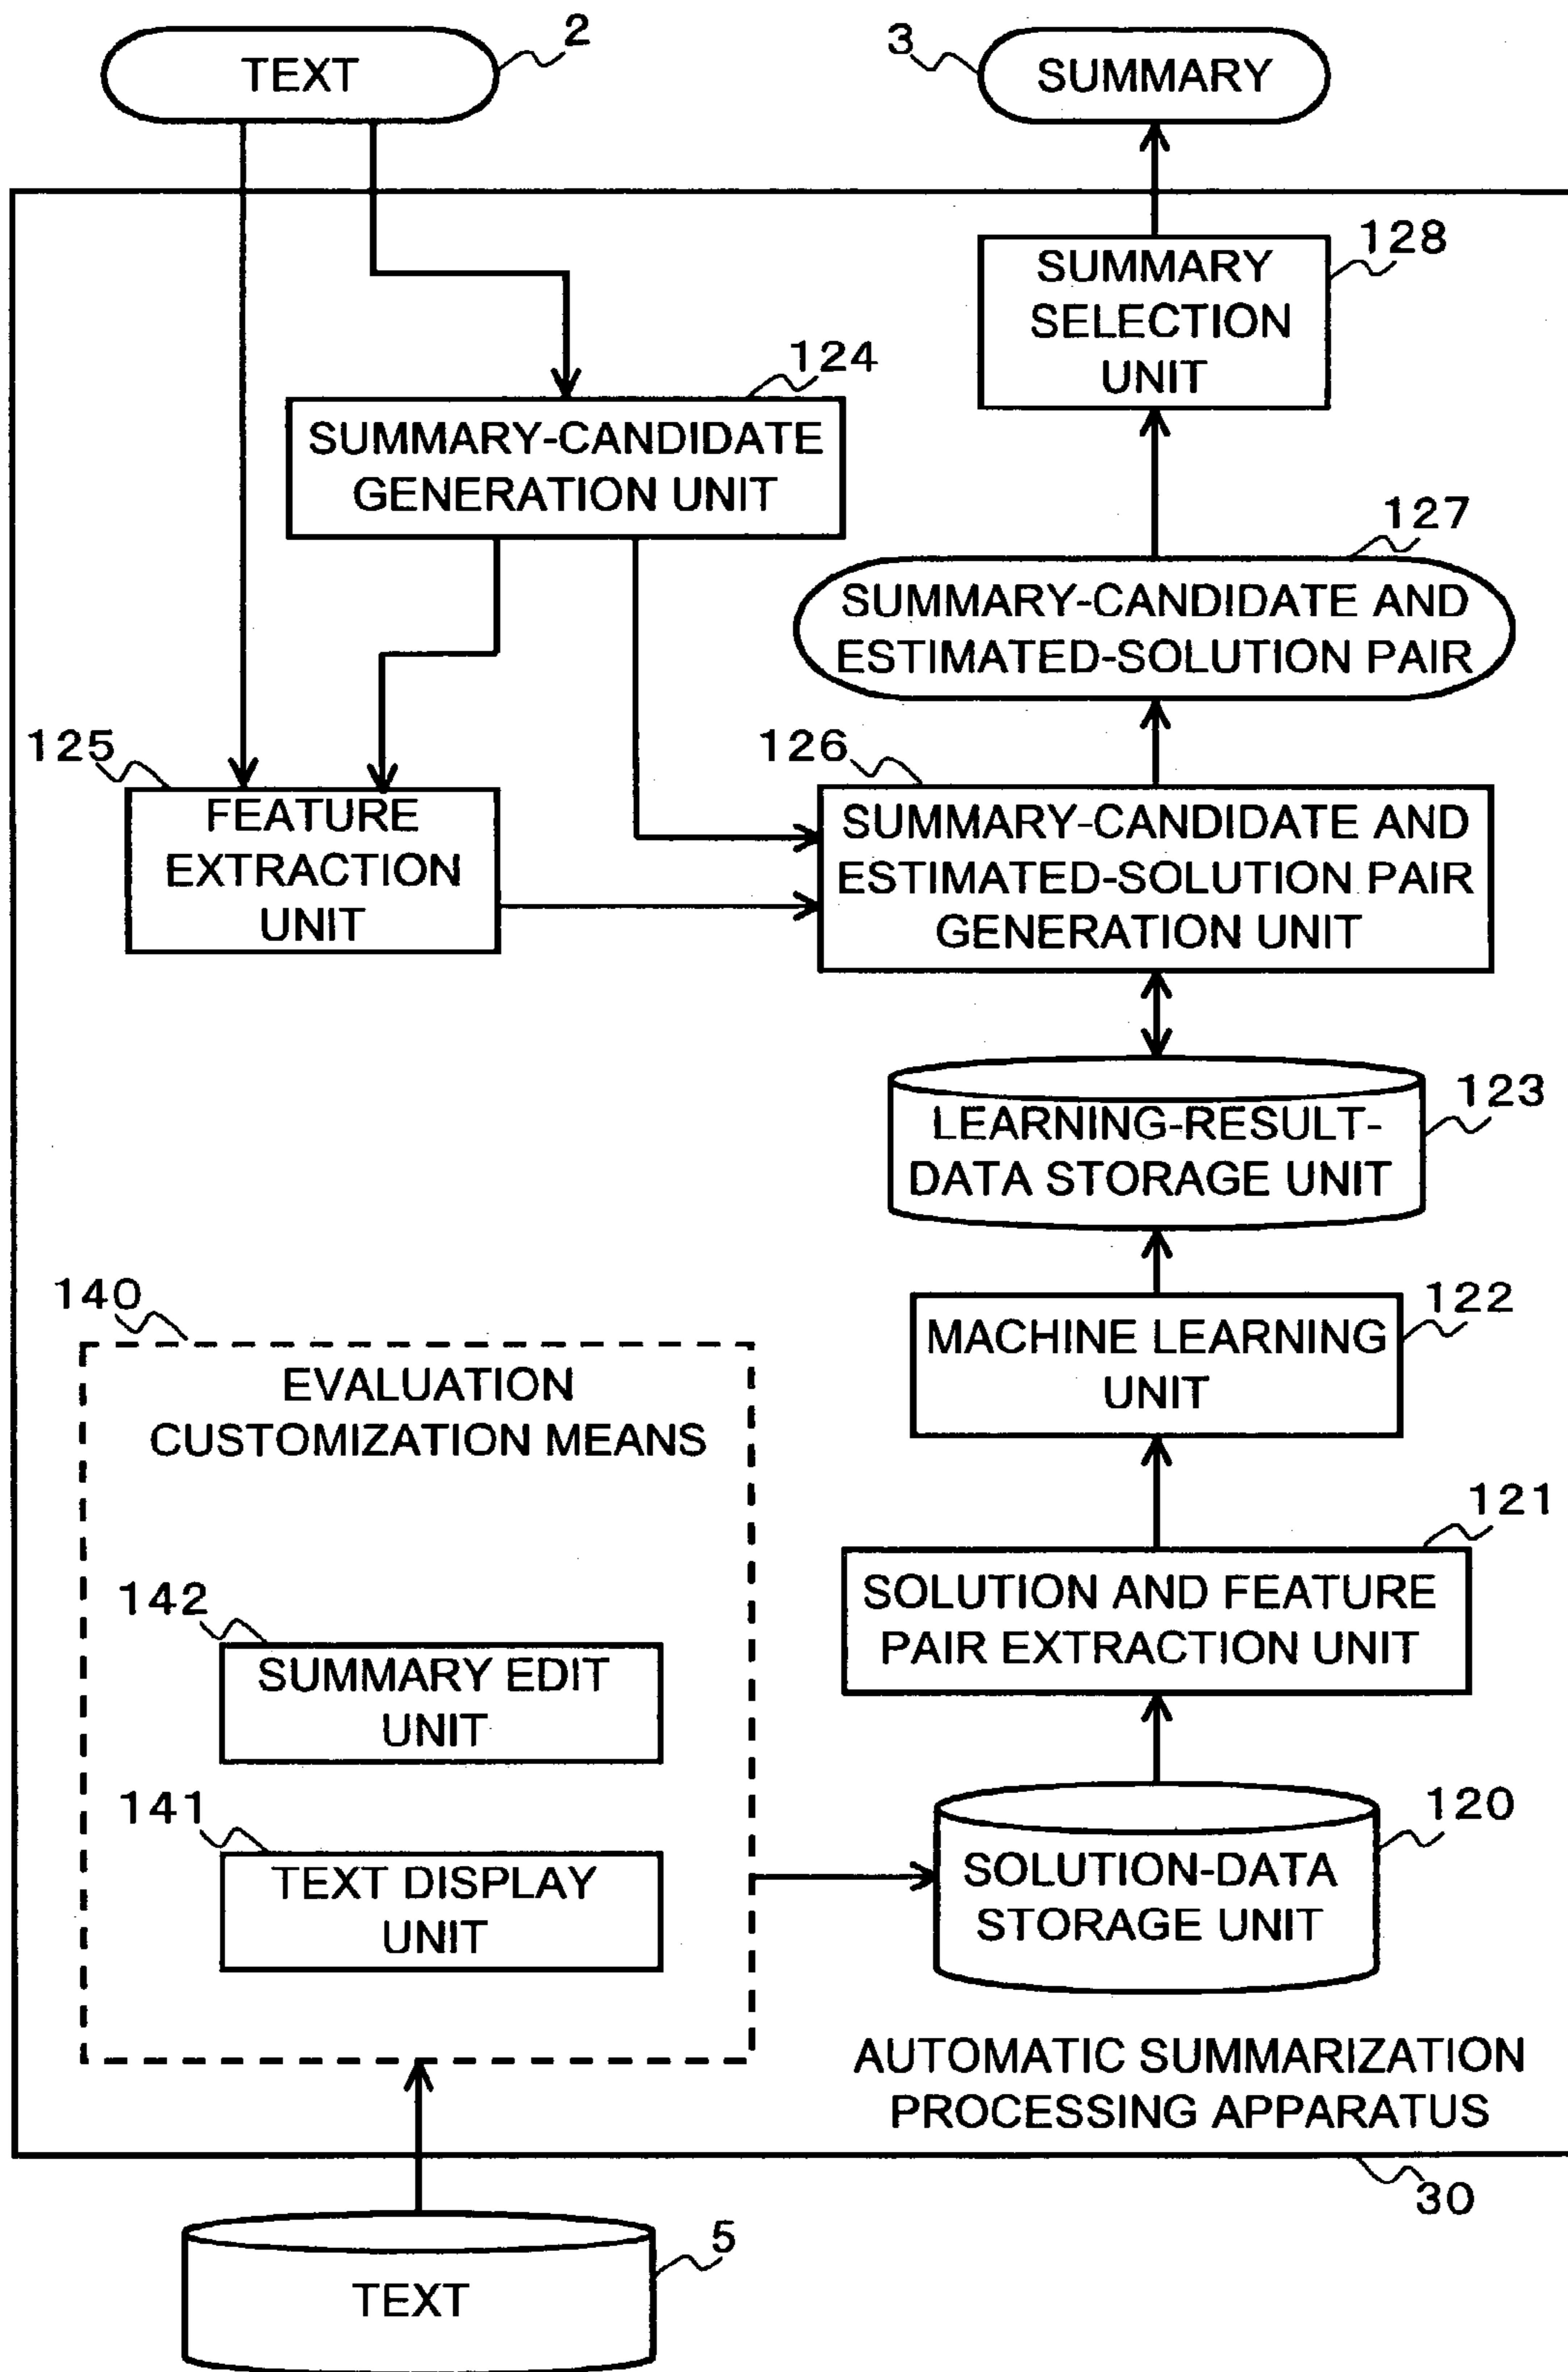 2
TEXT
3
SUMMARY
128
SUMMARY
SELECTION
UNIT
124
SUMMARY-CANDIDATE
GENERATION UNIT
127
SUMMARY-CANDIDATE AND
ESTIMATED-SOLUTION PAIR
125
FEATURE
EXTRACTION
UNIT
126
SUMMARY-CANDIDATE AND
ESTIMATED-SOLUTION PAIR
GENERATION UNIT
123
LEARNING-RESULT-
DATA STORAGE UNIT
122
MACHINE LEARNING
UNIT
140
EVALUATION
CUSTOMIZATION MEANS
121
SOLUTION AND FEATURE
PAIR EXTRACTION UNIT
142
SUMMARY EDIT
UNIT
141
TEXT DISPLAY
UNIT
120
SOLUTION-DATA
STORAGE UNIT
AUTOMATIC SUMMARIZATION
PROCESSING APPARATUS
30
5
TEXT